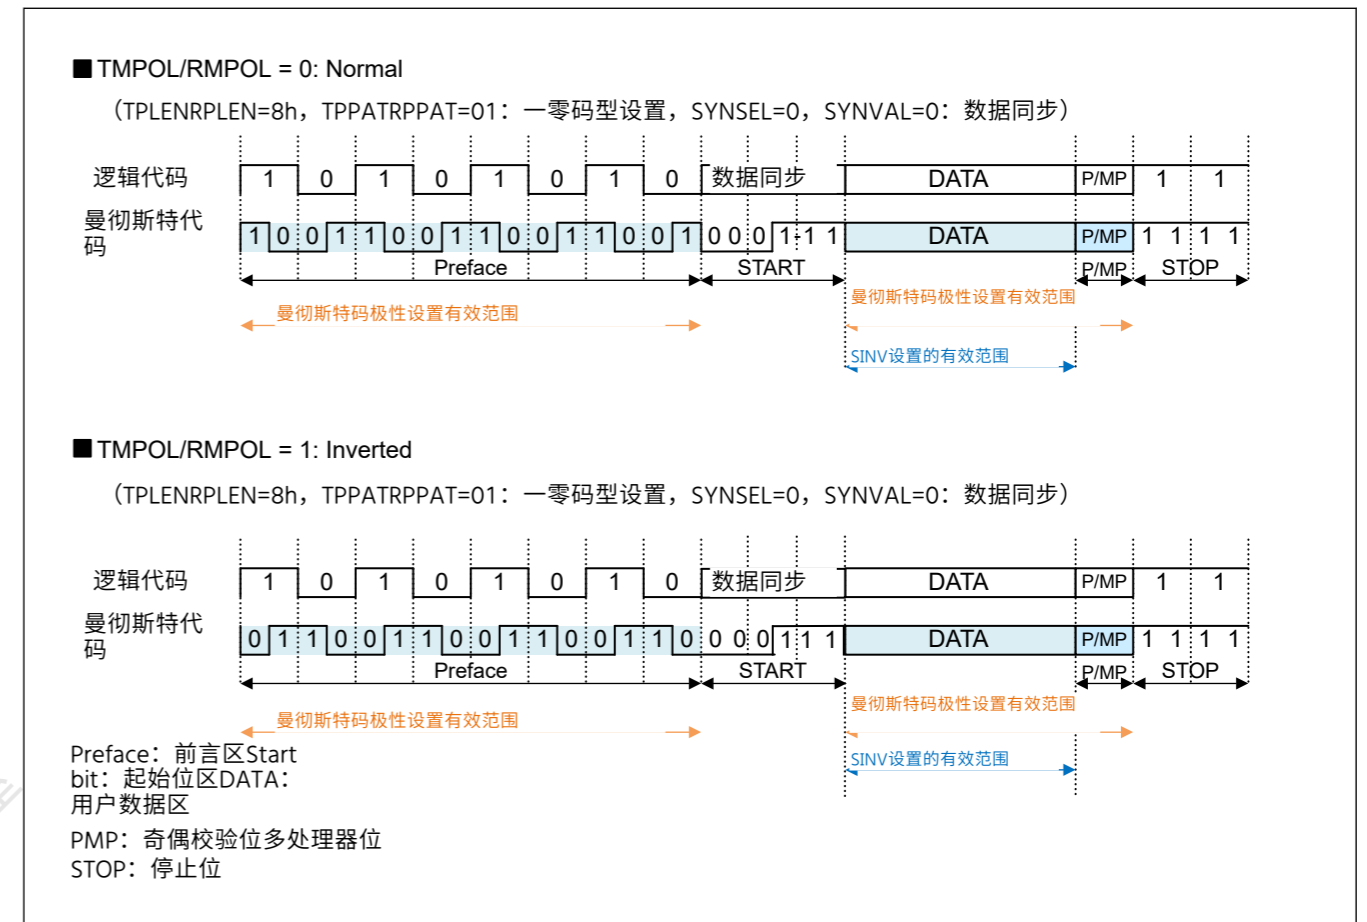 ■ TMPOL/RMPOL = 0: Normal
（TPLENRPLEN=8h，TPPATRPPAT=01：一零码型设置，SYNSEL=0，SYNVAL=0：数据同步）
逻辑代码 1 0 1 0 1 0 1 0 数据同步 DATA P/MP 1 1
曼彻斯特代
码
1 0 0 1 1 0 0 1 1 0 0 1 1 0 0 1 0 0 0 1 1 1 DATA P/MP 1 1 1 1
Preface START P/MP STOP
曼彻斯特码极性设置有效范围 曼彻斯特码极性设置有效范围
SINV设置的有效范围
■ TMPOL/RMPOL = 1: Inverted
（TPLENRPLEN=8h，TPPATRPPAT=01：一零码型设置，SYNSEL=0，SYNVAL=0：数据同步）
逻辑代码 1 0 1 0 1 0 1 0 数据同步 DATA P/MP 1 1
曼彻斯特代
码
0 1 1 0 0 1 1 0 0 1 1 0 0 1 1 0 0 0 0 1 1 1 DATA P/MP 1 1 1 1
Preface START P/MP STOP
曼彻斯特码极性设置有效范围 曼彻斯特码极性设置有效范围
SINV设置的有效范围
Preface：前言区Start
bit：起始位区DATA：
用户数据区
PMP：奇偶校验位多处理器位
STOP：停止位